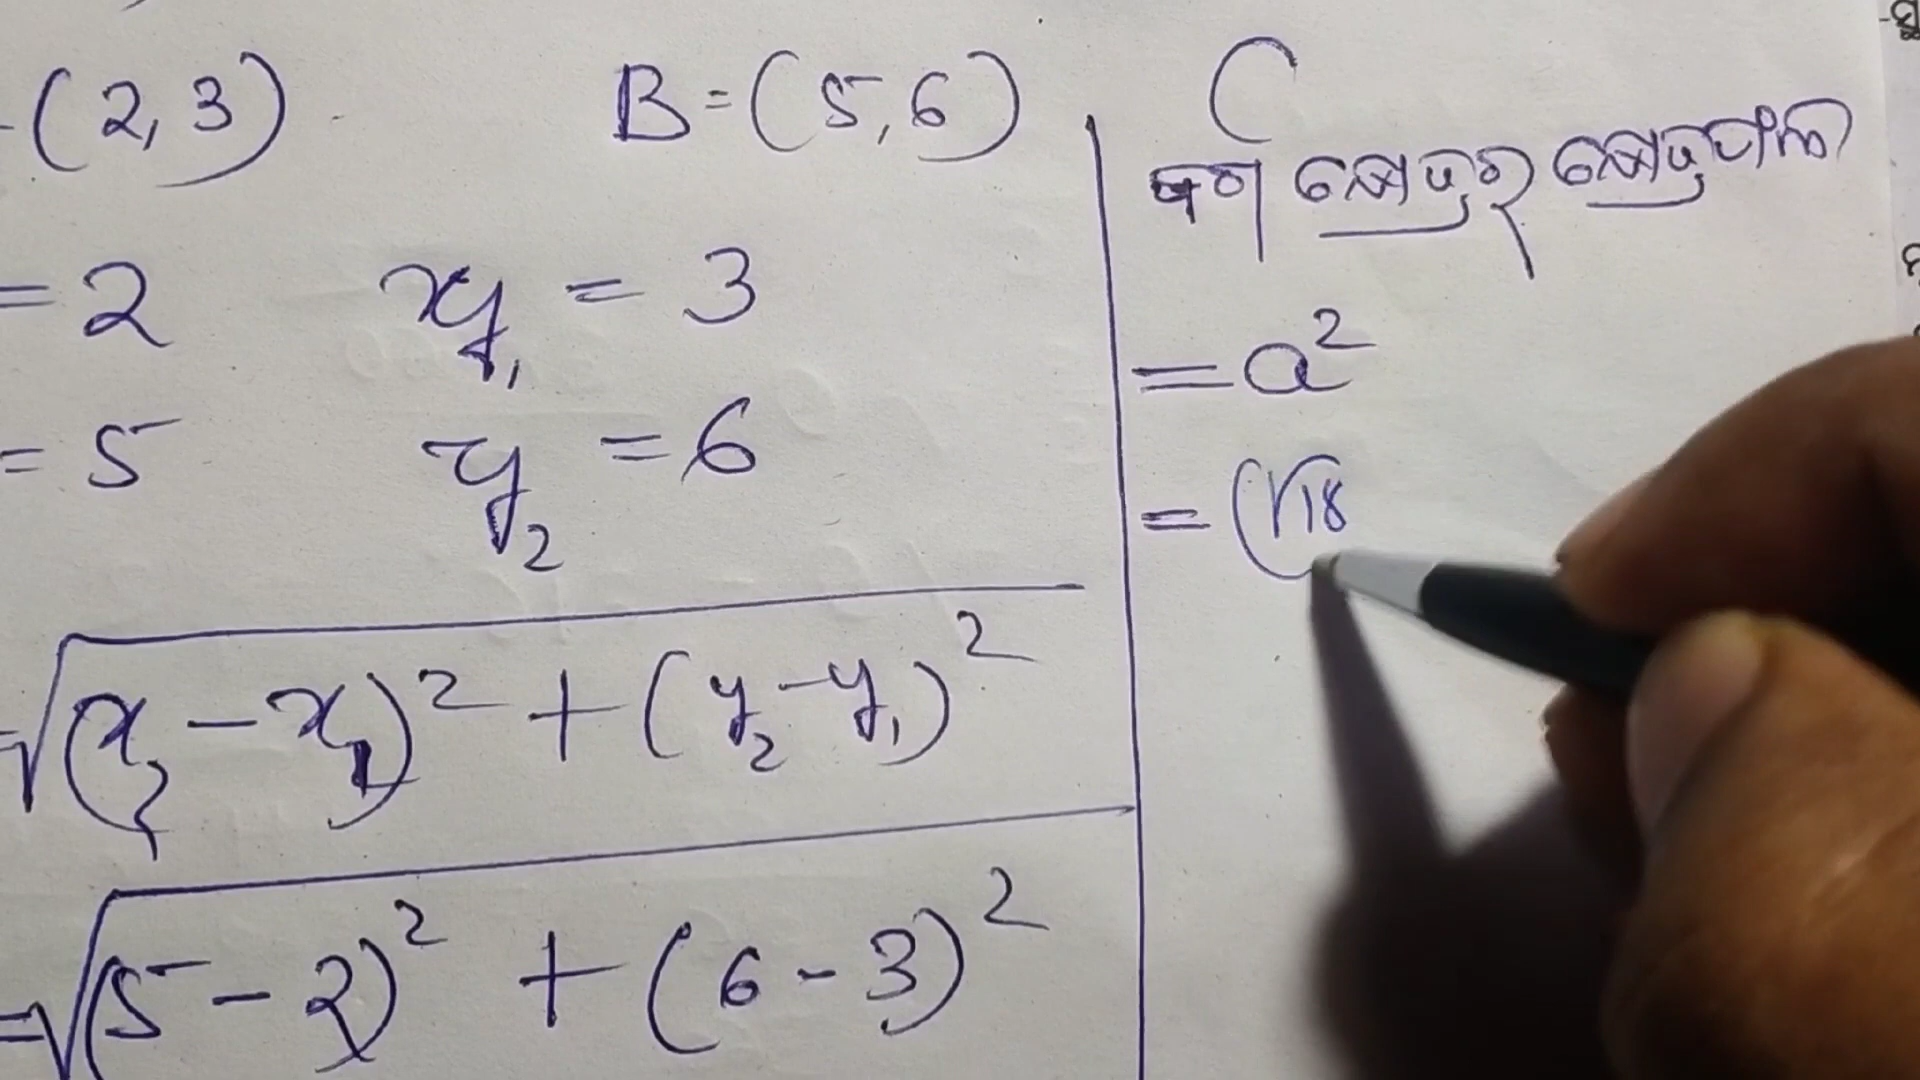 (2, 3) B = (5, 6)
= 2 y₁ = 3
= 5 y₂ = 6
= √(x₂ - x₁)² + (y₂ - y₁)²
= √(5 - 2)² + (6 - 3)²
C
ବର୍ଗ କ୍ଷେତ୍ରର କ୍ଷେତ୍ରଫଳ
= a²
= (√18